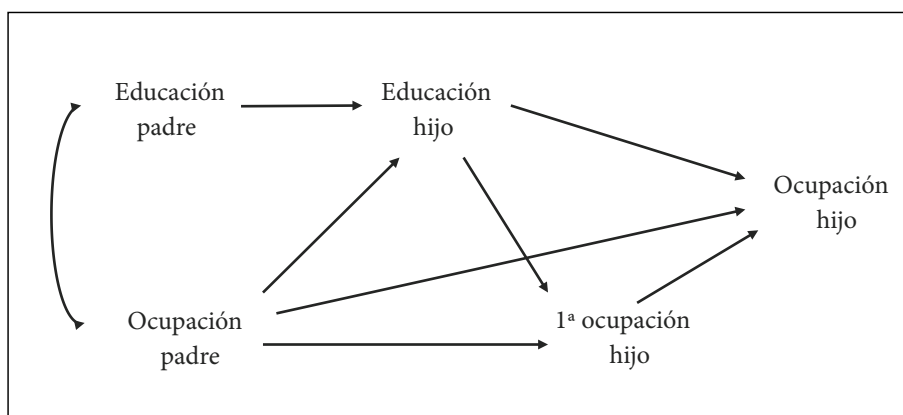 Educación
padre
Educación
hijo
Ocupación
hijo
Ocupación
padre
1ª ocupación
hijo